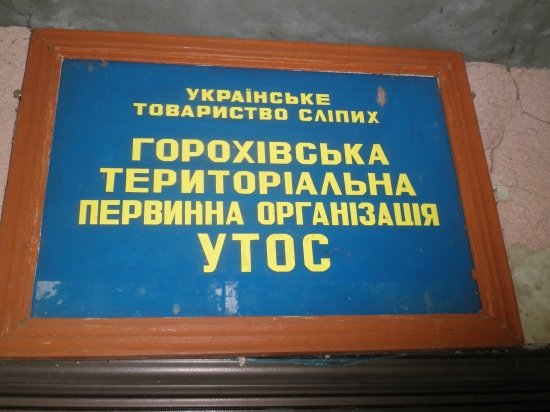 УКРАЇНСЬКЕ
ТОВАРИСТВО СЛІПИХ
ГОРОХІВСЬКА
ТЕРИТОРІАЛЬНА
ПЕРВИННА ОРГАНІЗАЦІЯ
УТОС